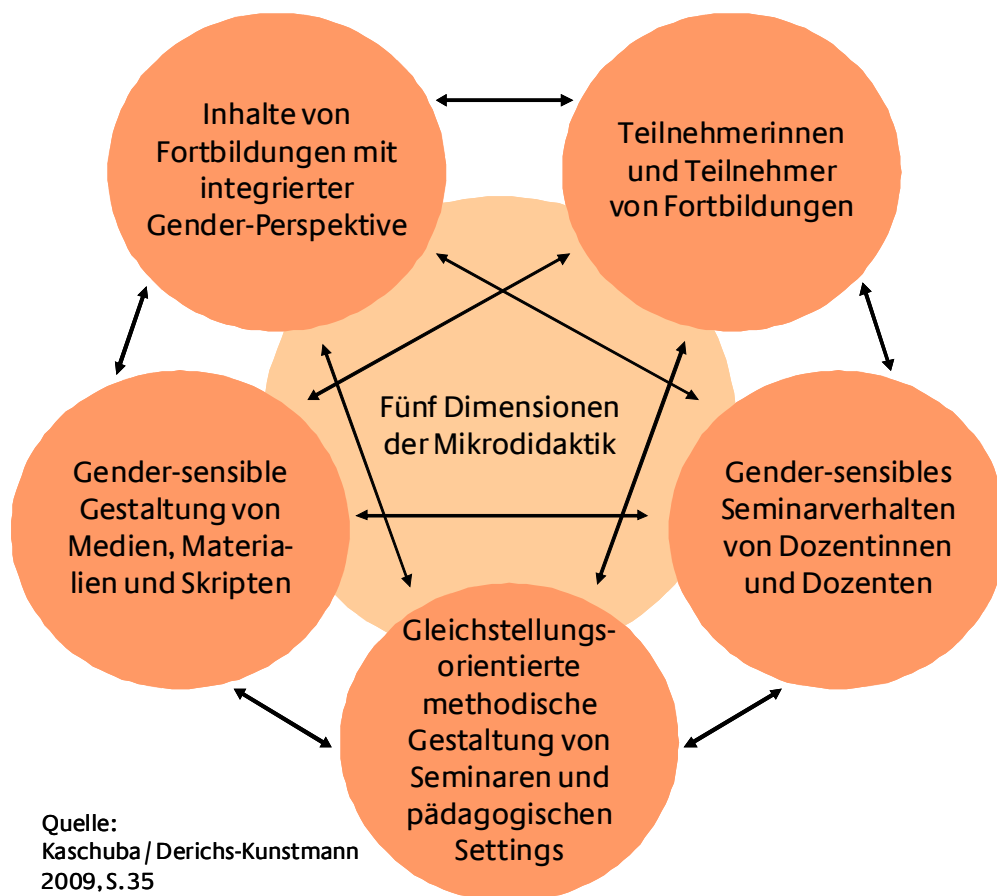 Inhalte von
Fortbildungen mit
integrierter
Gender-Perspektive
Teilnehmerinnen
und Teilnehmer
von Fortbildungen
Fünf Dimensionen
der Mikrodidaktik
Gender-sensible
Gestaltung von
Medien, Materia-
lien und Skripten
Gender-sensibles
Seminarverhalten
von Dozentinnen
und Dozenten
Gleichstellungs-
orientierte
methodische
Gestaltung von
Seminaren und
pädagogischen
Settings
Quelle:
Kaschuba / Derichs-Kunstmann
2009, S. 35